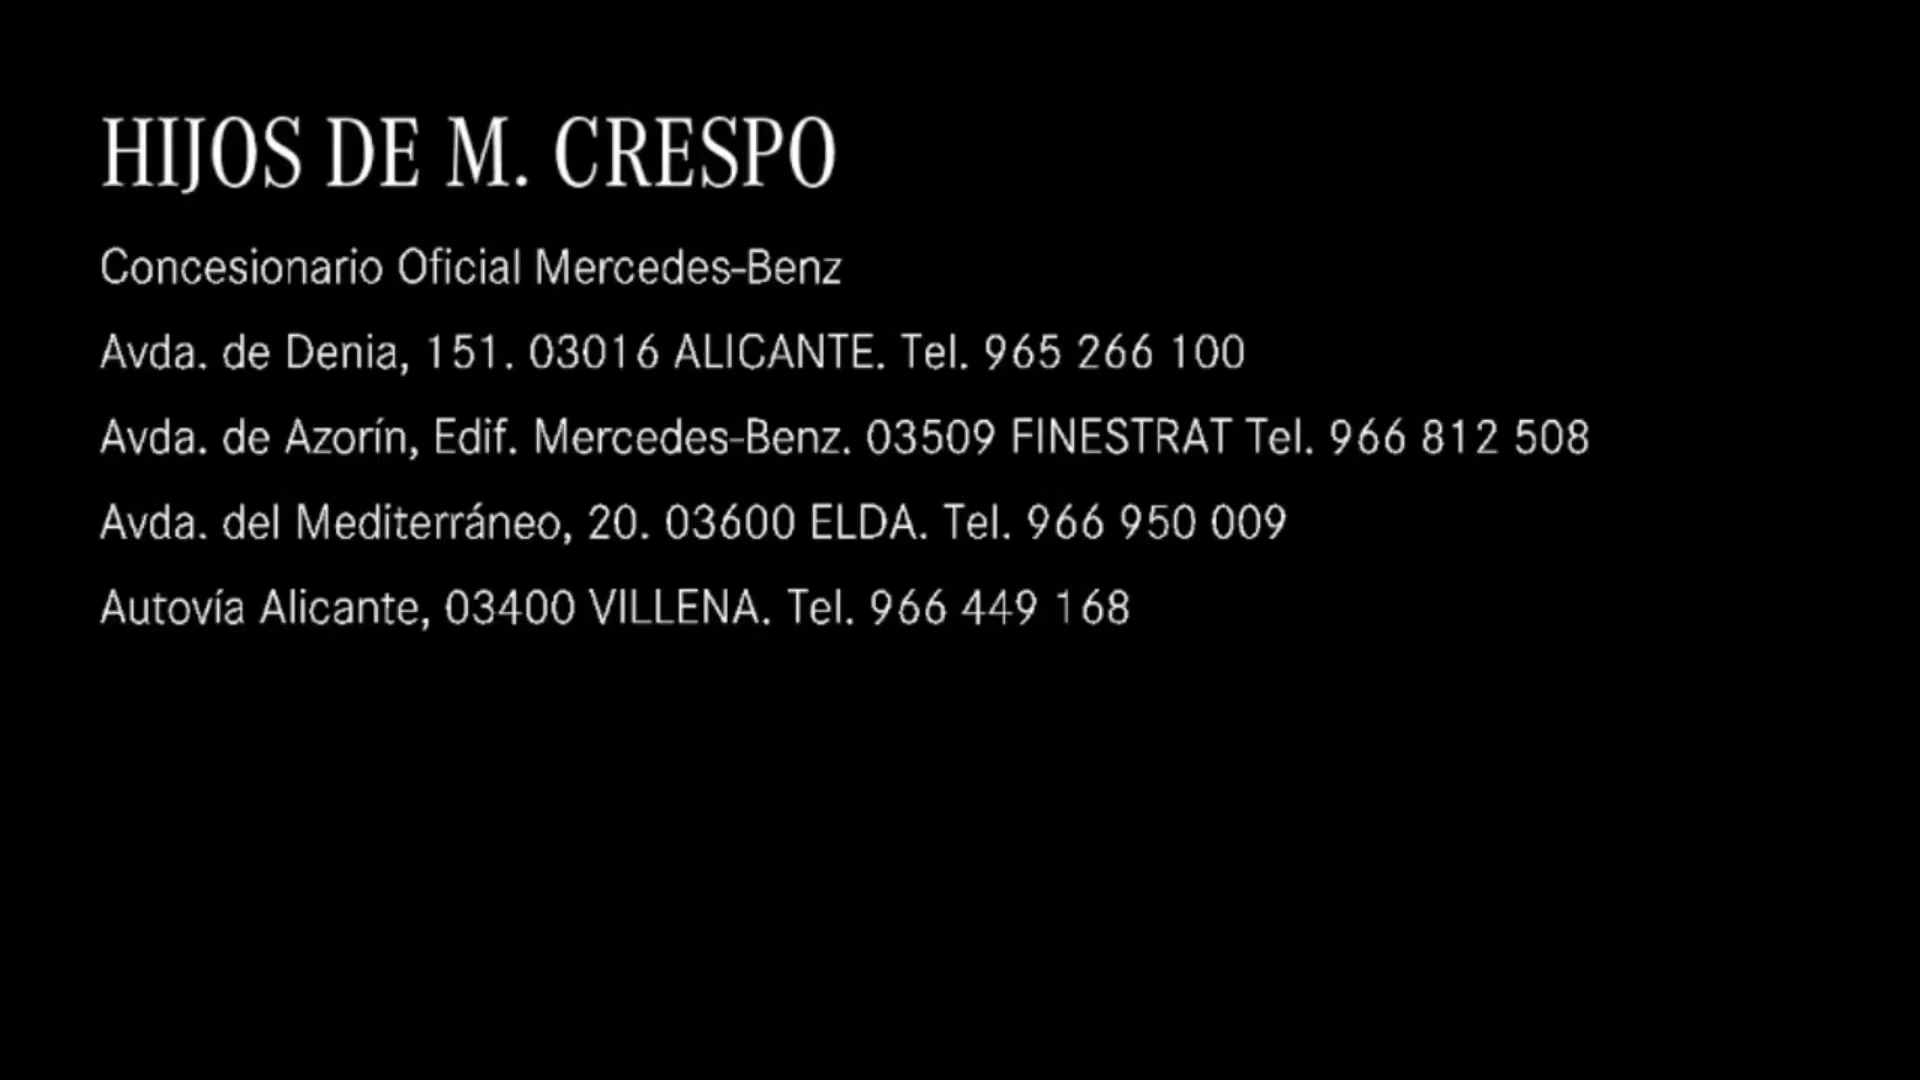 HIJOS DE M. CRESPO
Concesionario Oficial Mercedes-Benz
Avda. de Denia, 151. 03016 ALICANTE. Tel. 965 266 100
Avda. de Azorín, Edif. Mercedes-Benz. 03509 FINESTRAT Tel. 966 812 508
Avda. del Mediterráneo, 20. 03600 ELDA. Tel. 966 950 009
Autovía Alicante, 03400 VILLENA. Tel. 966 449 168